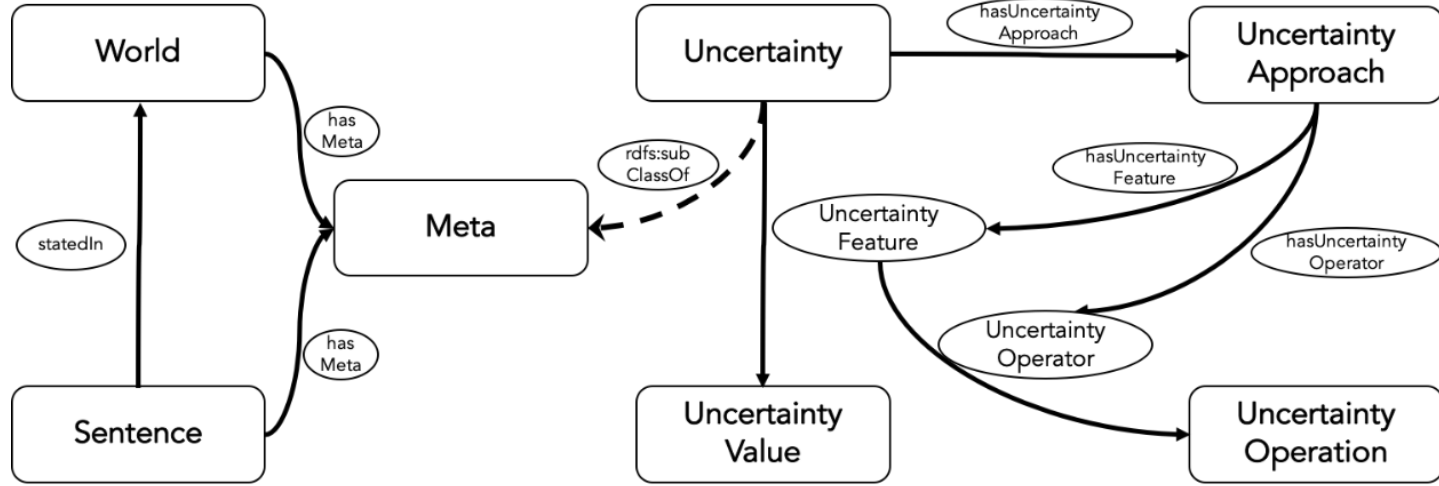 World
Uncertainty
hasUncertainty
Approach
Uncertainty
Approach
has
Meta
rdfs:sub
ClassOf
hasUncertainty
Feature
Meta
Uncertainty
Feature
statedIn
hasUncertainty
Operator
has
Meta
Uncertainty
Operator
Sentence
Uncertainty
Value
Uncertainty
Operation